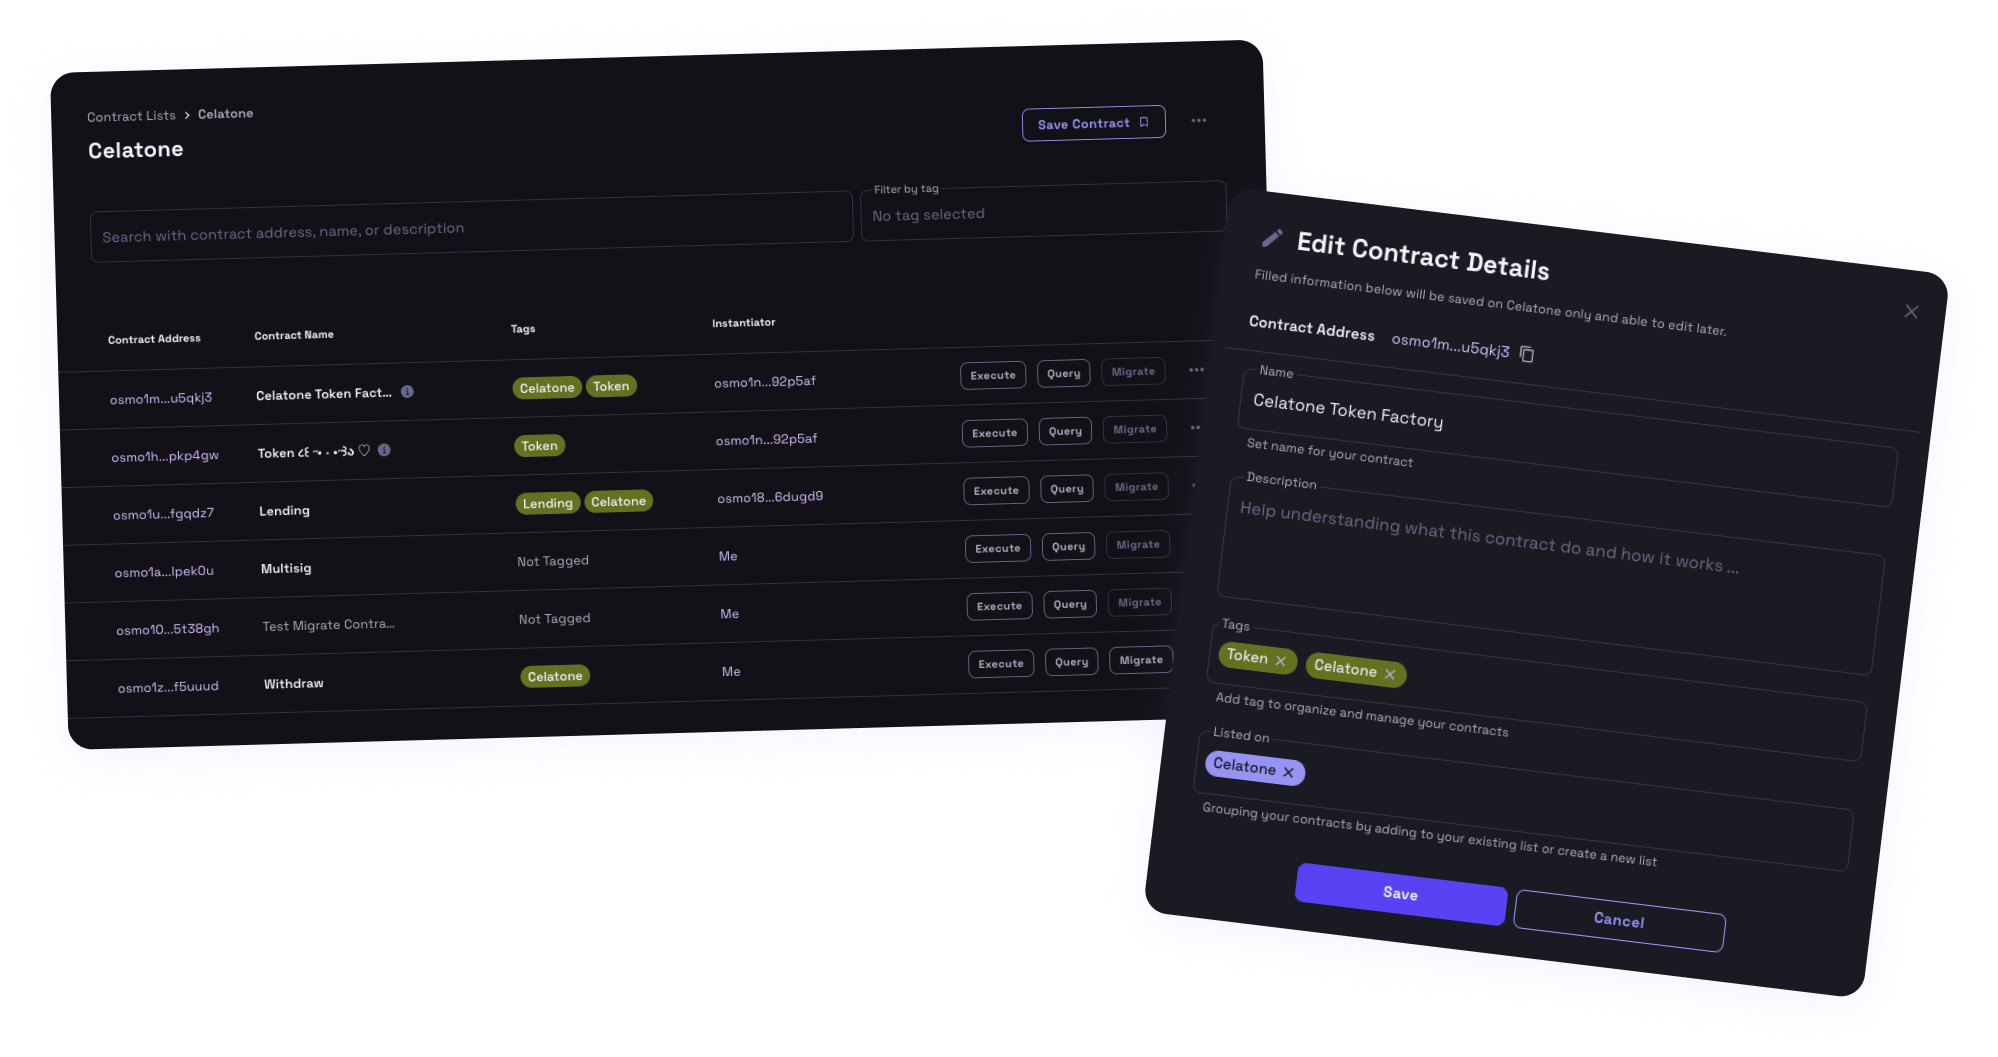 Contract Lists > Celatone
Celatone
Save Contract
Search with contract address, name, or description
Filter by tag
No tag selected
Contract Address Contract Name Tags Instantiator
osmo1m...u5qkj3 Celatone Token Fact... Celatone Token osmo1n...92p5af Execute Query Migrate
osmo1h...pkp4gw Token Token osmo1n...92p5af Execute Query Migrate
osmo1u...fgqdz7 Lending Lending Celatone osmo18...6dugd9 Execute Query Migrate
osmo1a...lpek0u Multisig Not Tagged Me Execute Query Migrate
osmo10...5t38gh Test Migrate Contra... Not Tagged Me Execute Query Migrate
osmo1z...f5uuud Withdraw Celatone Me Execute Query Migrate
Edit Contract Details
Filled information below will be saved on Celatone only and able to edit later.
Contract Address osmo1m...u5qkj3
Name
Celatone Token Factory
Set name for your contract
Description
Help understanding what this contract do and how it works ...
Tags
Token Celatone
Add tag to organize and manage your contracts
Listed on
Celatone
Grouping your contracts by adding to your existing list or create a new list
Save Cancel